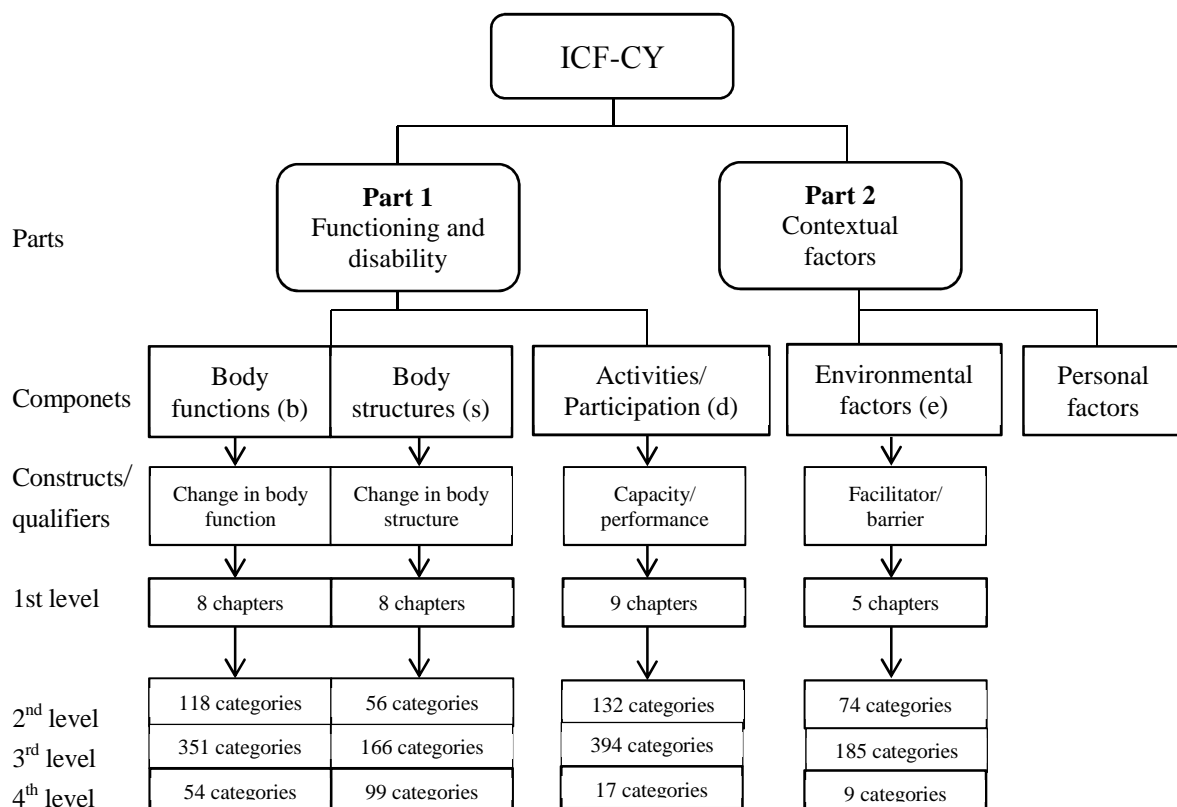 ICF-CY
Parts
Part 1
Functioning and
disability
Part 2
Contextual
factors
Componets
Body
functions (b)
Body
structures (s)
Activities/
Participation (d)
Environmental
factors (e)
Personal
factors
Constructs/
qualifiers
Change in body
function
Change in body
structure
Capacity/
performance
Facilitator/
barrier
1st level
8 chapters
8 chapters
9 chapters
5 chapters
2nd level
118 categories
56 categories
132 categories
74 categories
3rd level
351 categories
166 categories
394 categories
185 categories
4th level
54 categories
99 categories
17 categories
9 categories